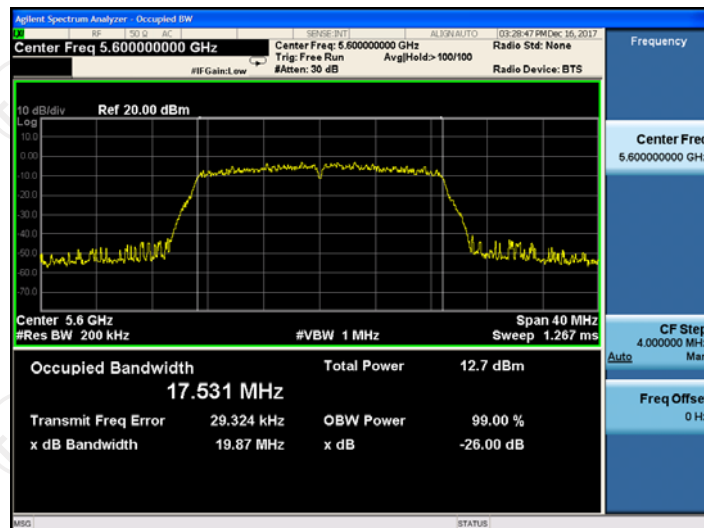 Agilent Spectrum Analyzer - Occupied BW
RF 50 Ω AC SENSE:INT ALIGN AUTO 03:28:47 PM Dec 16, 2017
Center Freq 5.600000000 GHz
Center Freq: 5.600000000 GHz
Radio Std: None
Trig: Free Run
Avg|Hold:>100/100
#IFGain:Low
#Atten: 30 dB
Radio Device: BTS
Frequency
10 dB/div
Ref 20.00 dBm
Log
10.0
0.00
-10.0
-20.0
-30.0
-40.0
-50.0
-60.0
-70.0
Center 5.6 GHz
Span 40 MHz
#Res BW 200 kHz
#VBW 1 MHz
Sweep 1.267 ms
Occupied Bandwidth
17.531 MHz
Total Power 12.7 dBm
Transmit Freq Error 29.324 kHz
OBW Power 99.00 %
x dB Bandwidth 19.87 MHz
x dB -26.00 dB
Center Freq
5.600000000 GHz
CF Step
4.000000 MHz
Auto Man
Freq Offse
0 Hz
MSG
STATUS